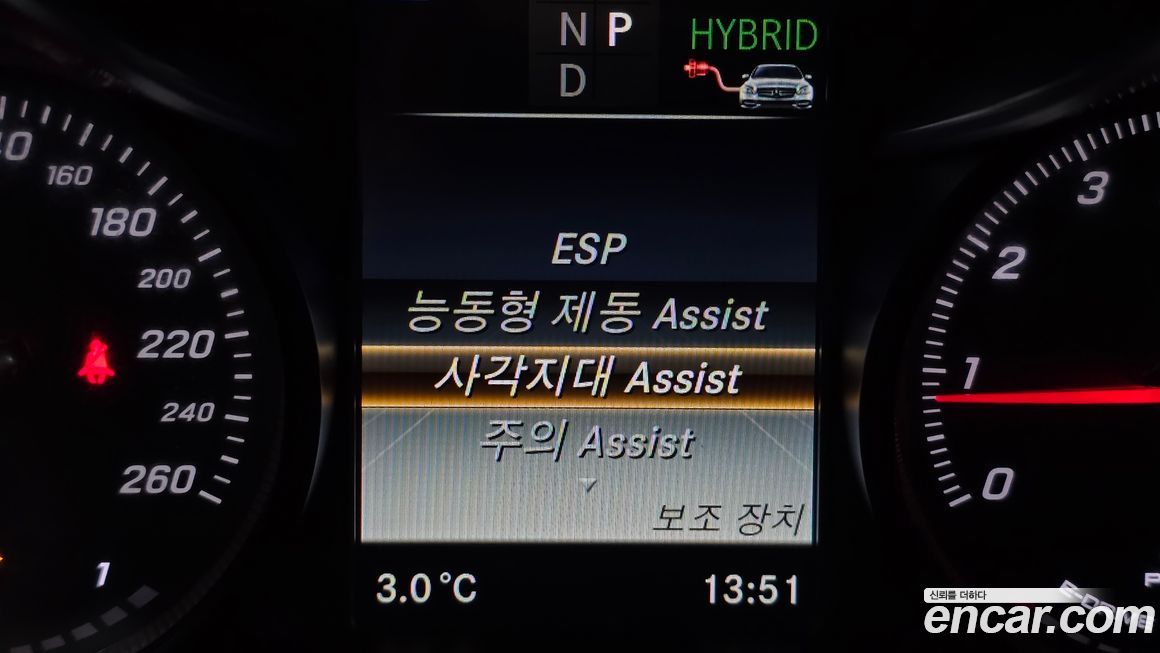 N P
D
HYBRID
160
180
200
220
240
260
1
ESP
능동형 제동 Assist
사각지대 Assist
주의 Assist
보조 장치
3.0°C
13:51
3
2
1
0
신뢰를 더하다
encar.com